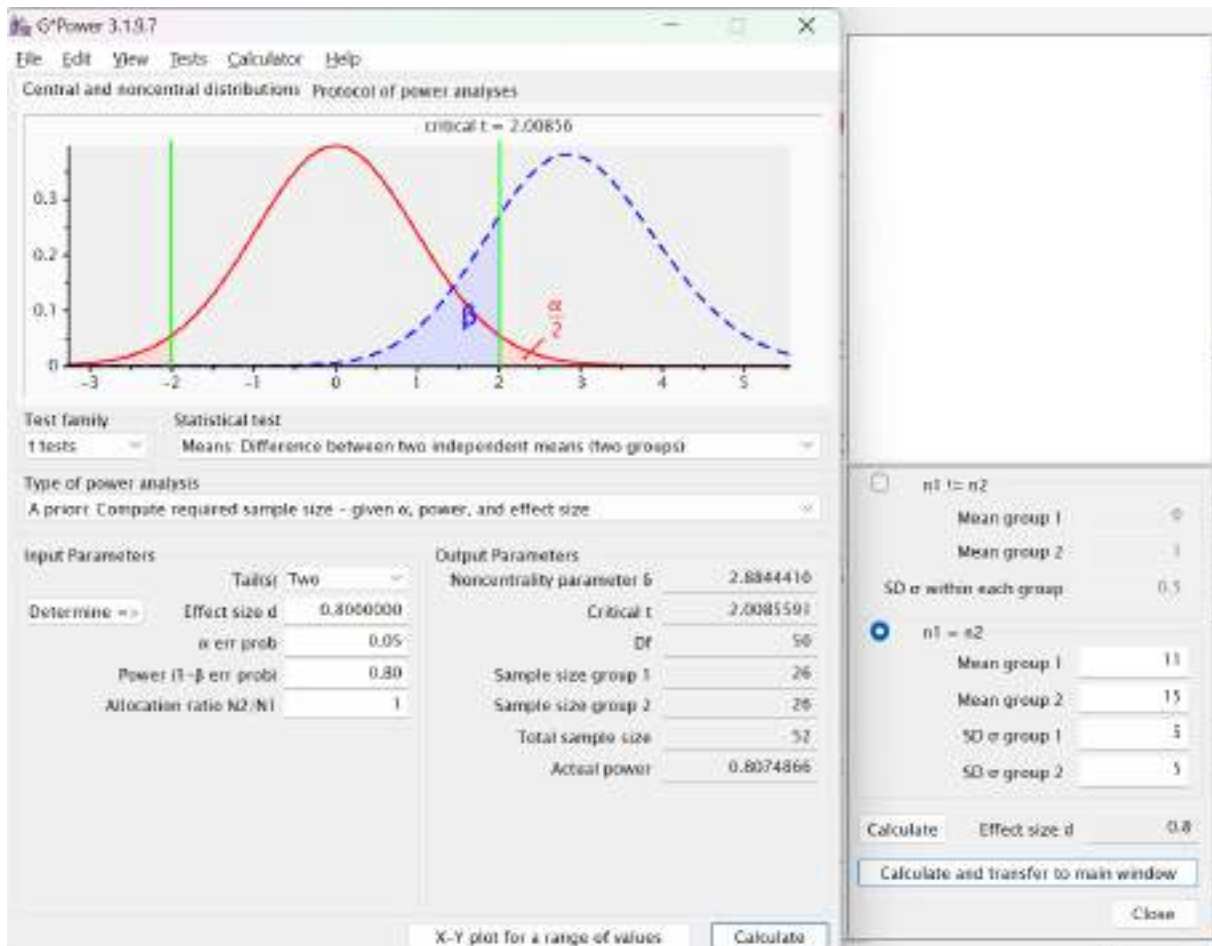 G*Power 3.1.9.7
File Edit View Tests Calculator Help
Central and noncentral distributions Protocol of power analyses
critical t = 2.00856
0.3
0.2
0.1
0
β
α
2
-3 -2 -1 0 1 2 3 4 5
Test family Statistical test
t tests Means: Difference between two independent means (two groups)
Type of power analysis
A priori: Compute required sample size - given α, power, and effect size
Input Parameters
Tail(s) Two
Determine => Effect size d 0.8000000
α err prob 0.05
Power (1-β err prob) 0.80
Allocation ratio N2/N1 1
Output Parameters
Noncentrality parameter δ 2.8844410
Critical t 2.0085591
Df 50
Sample size group 1 26
Sample size group 2 26
Total sample size 52
Actual power 0.8074866
X-Y plot for a range of values Calculate
n1 != n2
Mean group 1 0
Mean group 2 1
SD σ within each group 0.5
n1 = n2
Mean group 1 11
Mean group 2 15
SD σ group 1 5
SD σ group 2 5
Calculate Effect size d 0.8
Calculate and transfer to main window
Close